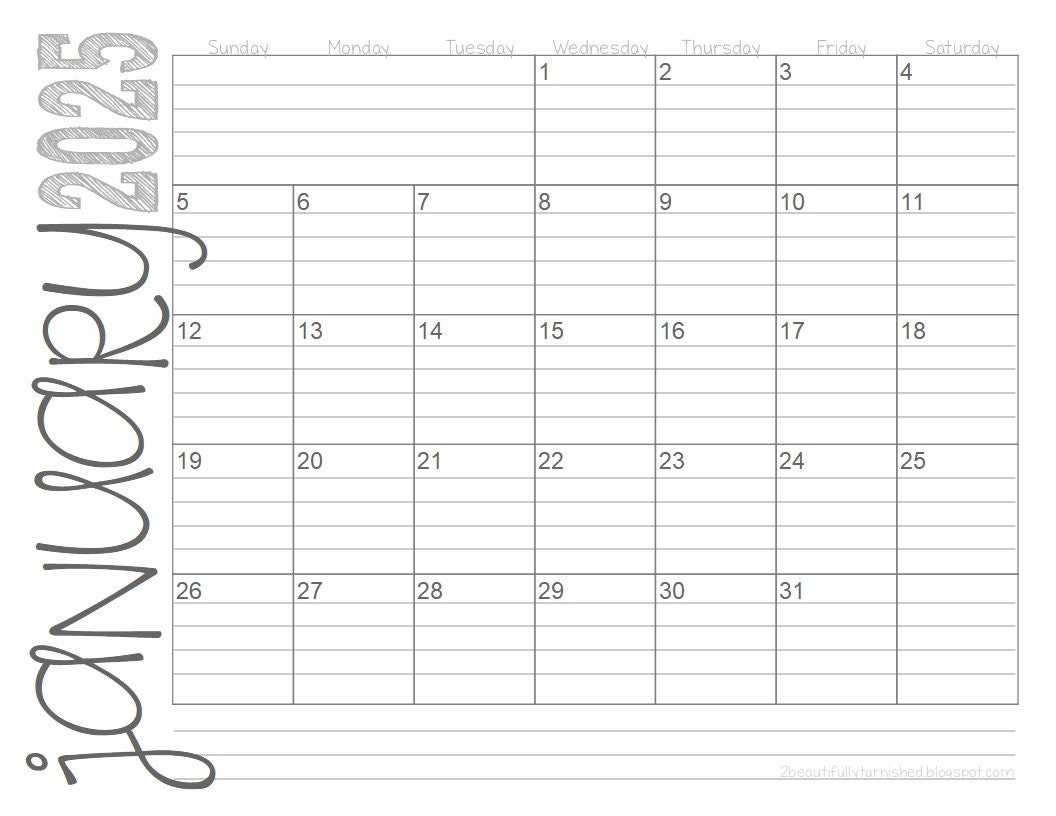 january 2025
Sunday Monday Tuesday Wednesday Thursday Friday Saturday
1 2 3 4
5 6 7 8 9 10 11
12 13 14 15 16 17 18
19 20 21 22 23 24 25
26 27 28 29 30 31
2beautifullytarnished.blogspot.com